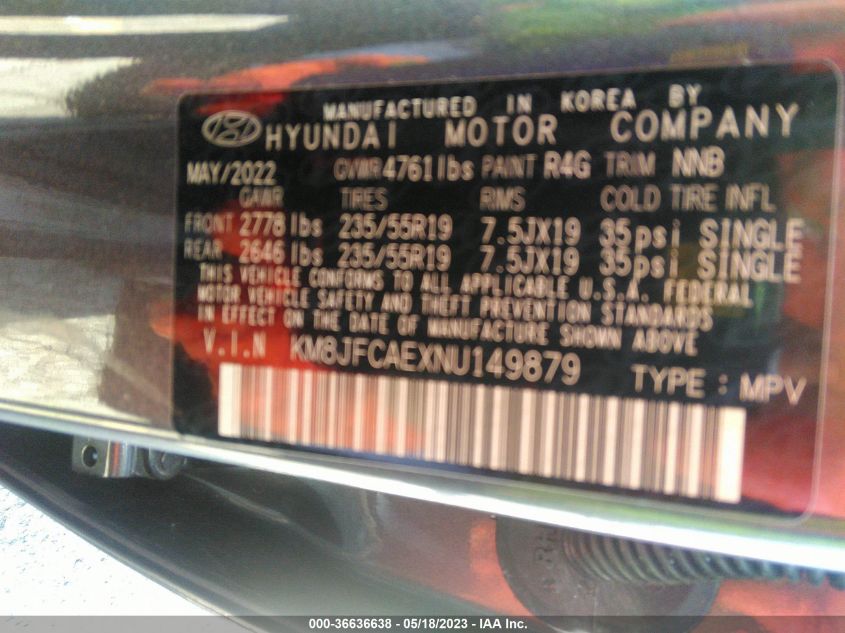 MANUFACTURED IN KOREA BY
HYUNDAI MOTOR COMPANY
MAY/2022 GVWR 4761lbs PAINT R4G TRIM NNB
GAWR TIRES RIMS COLD TIRE INFL
FRONT 2778 lbs 235/55R19 7.5JX19 35psi SINGLE
REAR 2646 lbs 235/55R19 7.5JX19 35psi SINGLE
THIS VEHICLE CONFORMS TO ALL APPLICABLE U.S.A. FEDERAL
MOTOR VEHICLE SAFETY AND THEFT PREVENTION STANDARDS
IN EFFECT ON THE DATE OF MANUFACTURE SHOWN ABOVE
V.I.N KM8JFCAEXNU149879 TYPE : MPV
000-36636638 - 05/18/2023 - IAA Inc.